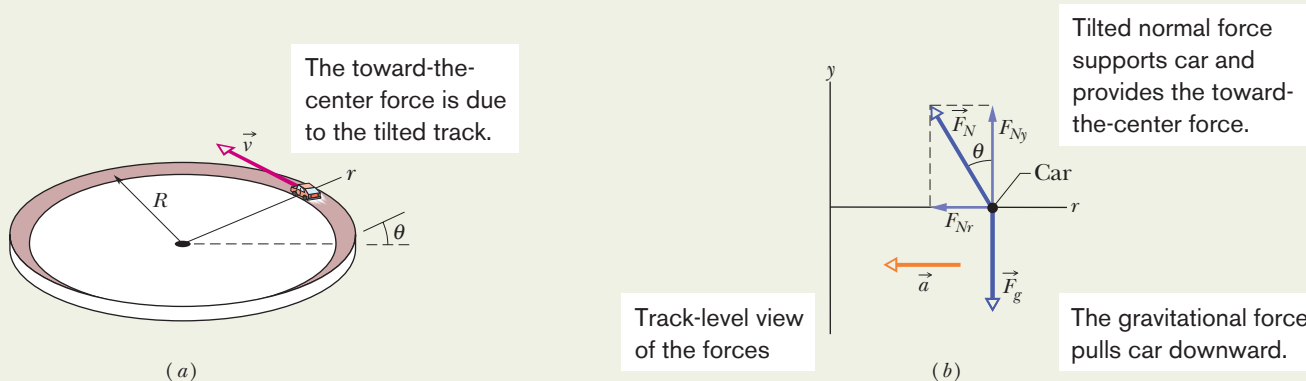 The toward-the-
center force is due
to the tilted track.
v
r
R
θ
(a)
Tilted normal force
supports car and
provides the toward-
the-center force.
y
F_N
F_Ny
θ
Car
r
F_Nr
a
F_g
Track-level view
of the forces
The gravitational force
pulls car downward.
(b)